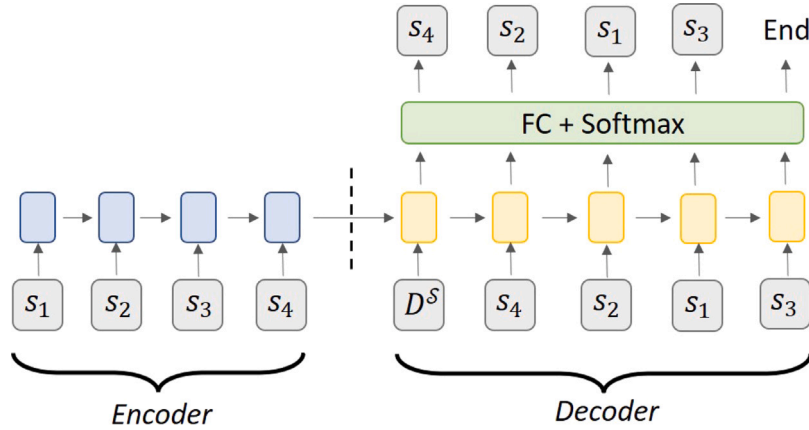 s₄ s₂ s₁ s₃ End
FC + Softmax
s₁ s₂ s₃ s₄ D^𝒮 s₄ s₂ s₁ s₃
Encoder Decoder